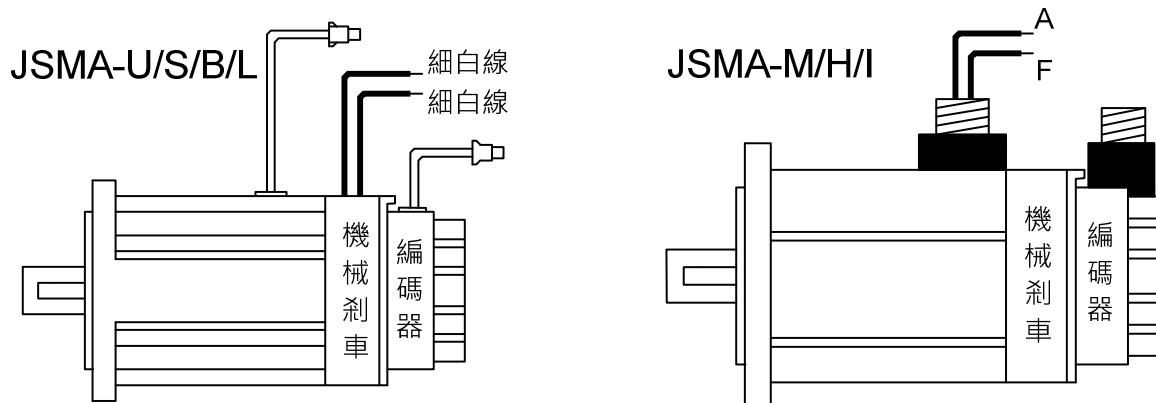 JSMA-U/S/B/L
細白線
細白線
機械剎車
編碼器
JSMA-M/H/I
A
F
機械剎車
編碼器